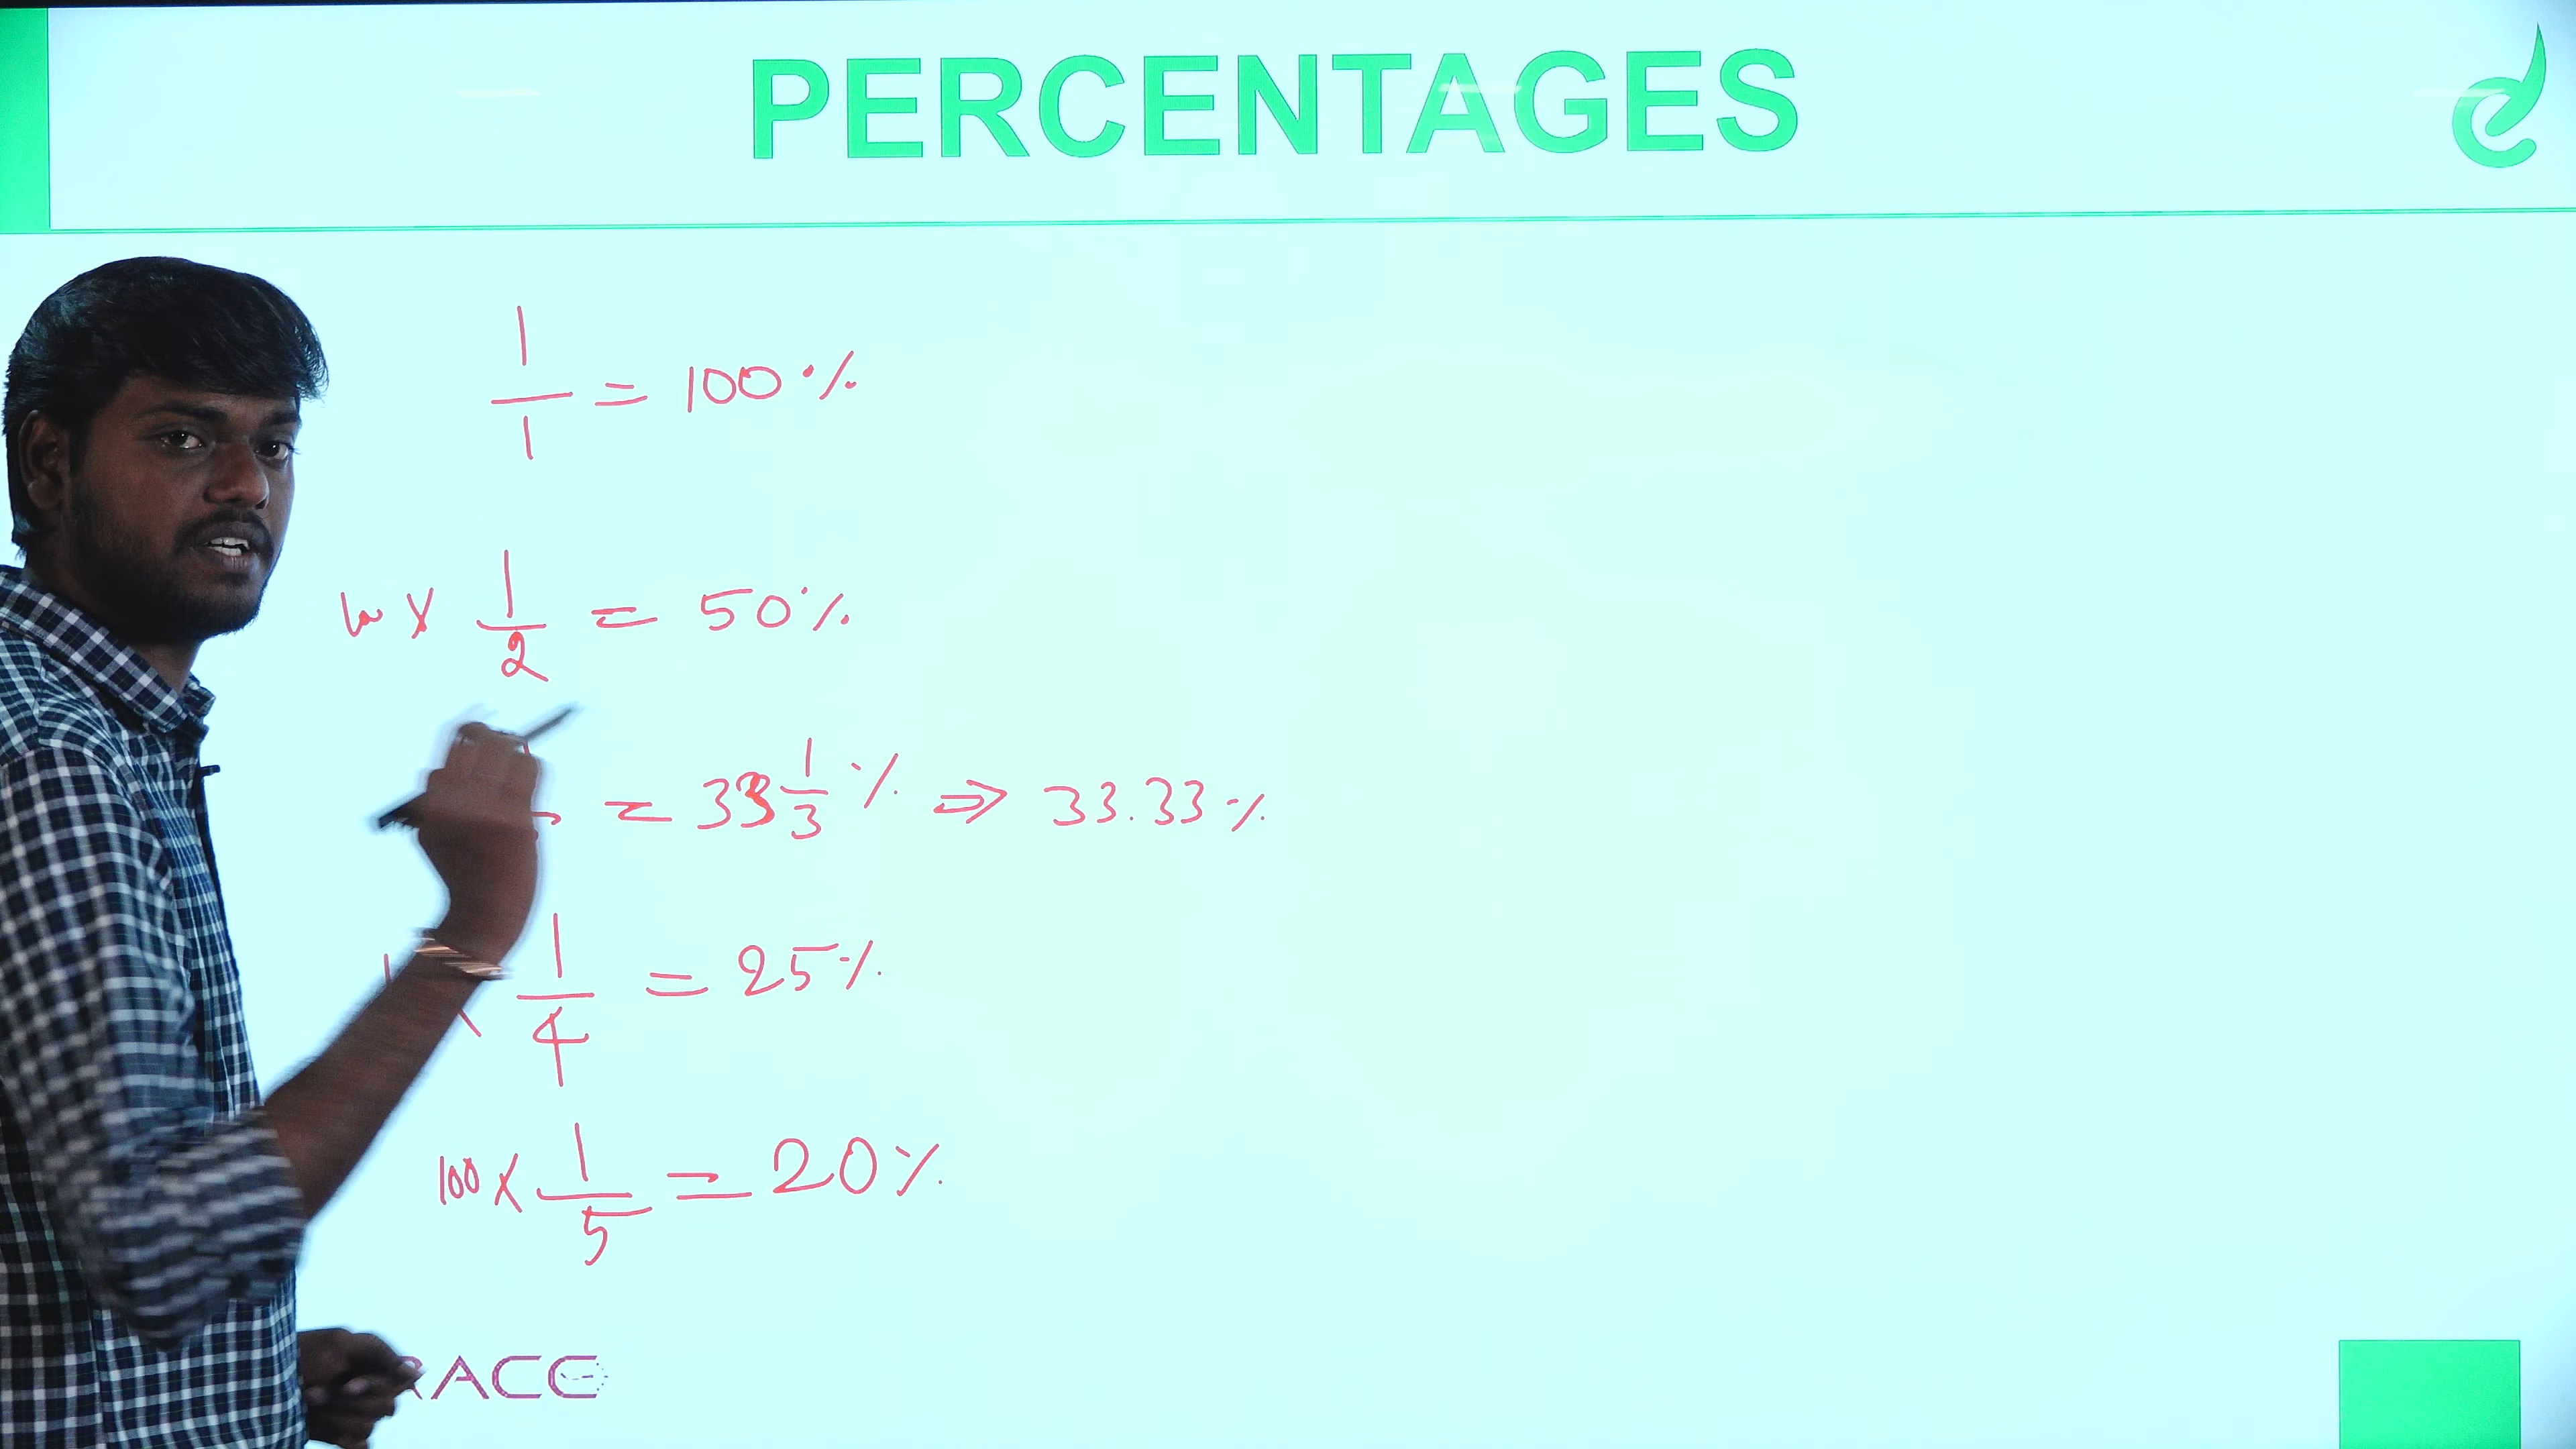 PERCENTAGES
1/1 = 100%
× 1/2 = 50%
= 33 1/3 % ⇒ 33.33%
1/4 = 25%
100 × 1/5 = 20%
RACE